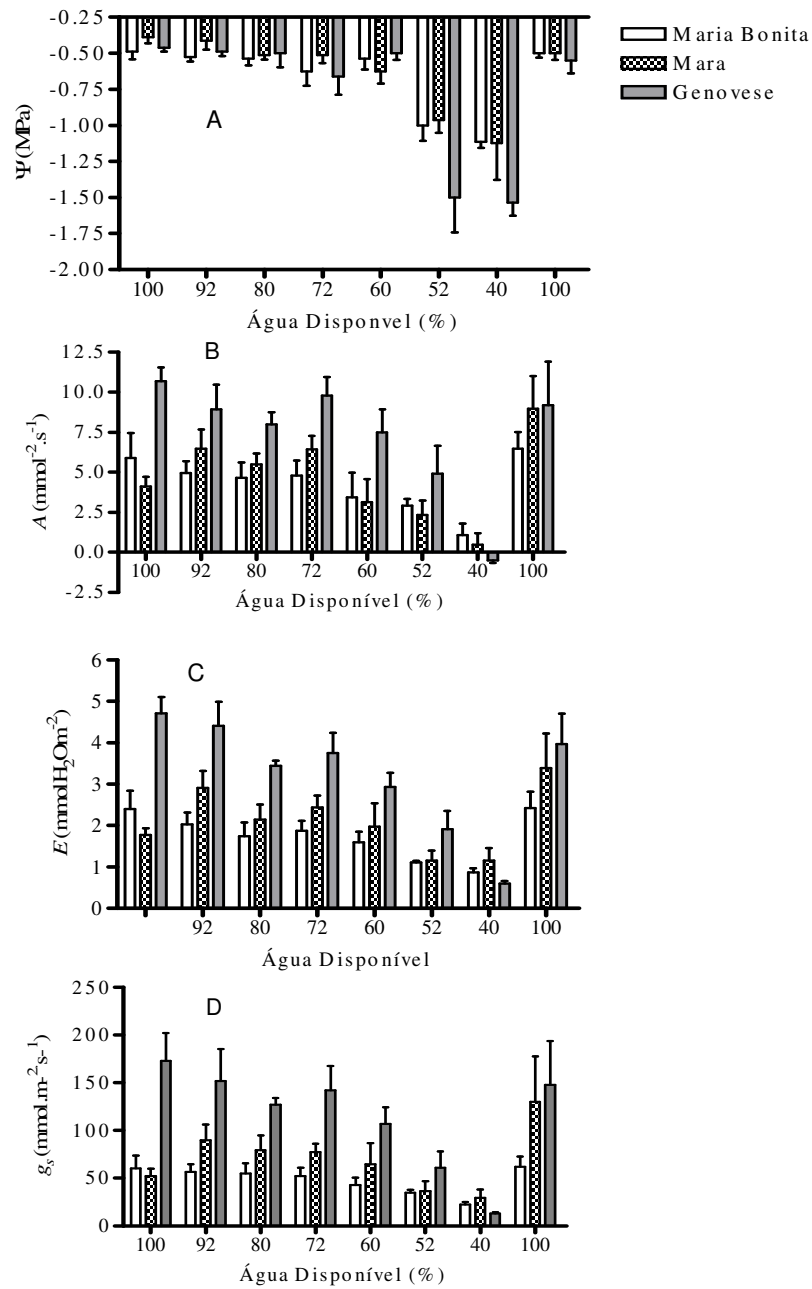 Maria Bonita
Mara
Genovese
A
Ψ (MPa)
-0.25
-0.50
-0.75
-1.00
-1.25
-1.50
-1.75
-2.00
100 92 80 72 60 52 40 100
Água Disponvel (%)
B
A (mmol⁻².s⁻¹)
12.5
10.0
7.5
5.0
2.5
0.0
-2.5
100 92 80 72 60 52 40 100
Água Disponível (%)
C
E (mmolH₂Om⁻²)
6
5
4
3
2
1
0
92 80 72 60 52 40 100
Água Disponível
D
gₛ (mmol.m-²s-¹)
250
200
150
100
50
0
100 92 80 72 60 52 40 100
Água Disponível (%)